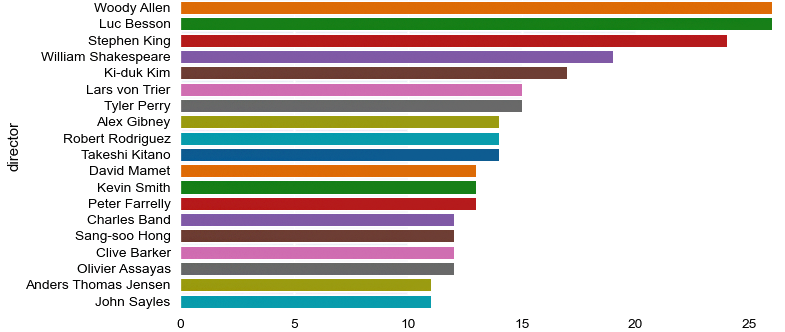 Woody Allen
Luc Besson
Stephen King
William Shakespeare
Ki-duk Kim
Lars von Trier
Tyler Perry
Alex Gibney
Robert Rodriguez
Takeshi Kitano
David Mamet
Kevin Smith
Peter Farrelly
Charles Band
Sang-soo Hong
Clive Barker
Olivier Assayas
Anders Thomas Jensen
John Sayles
director
0 5 10 15 20 25